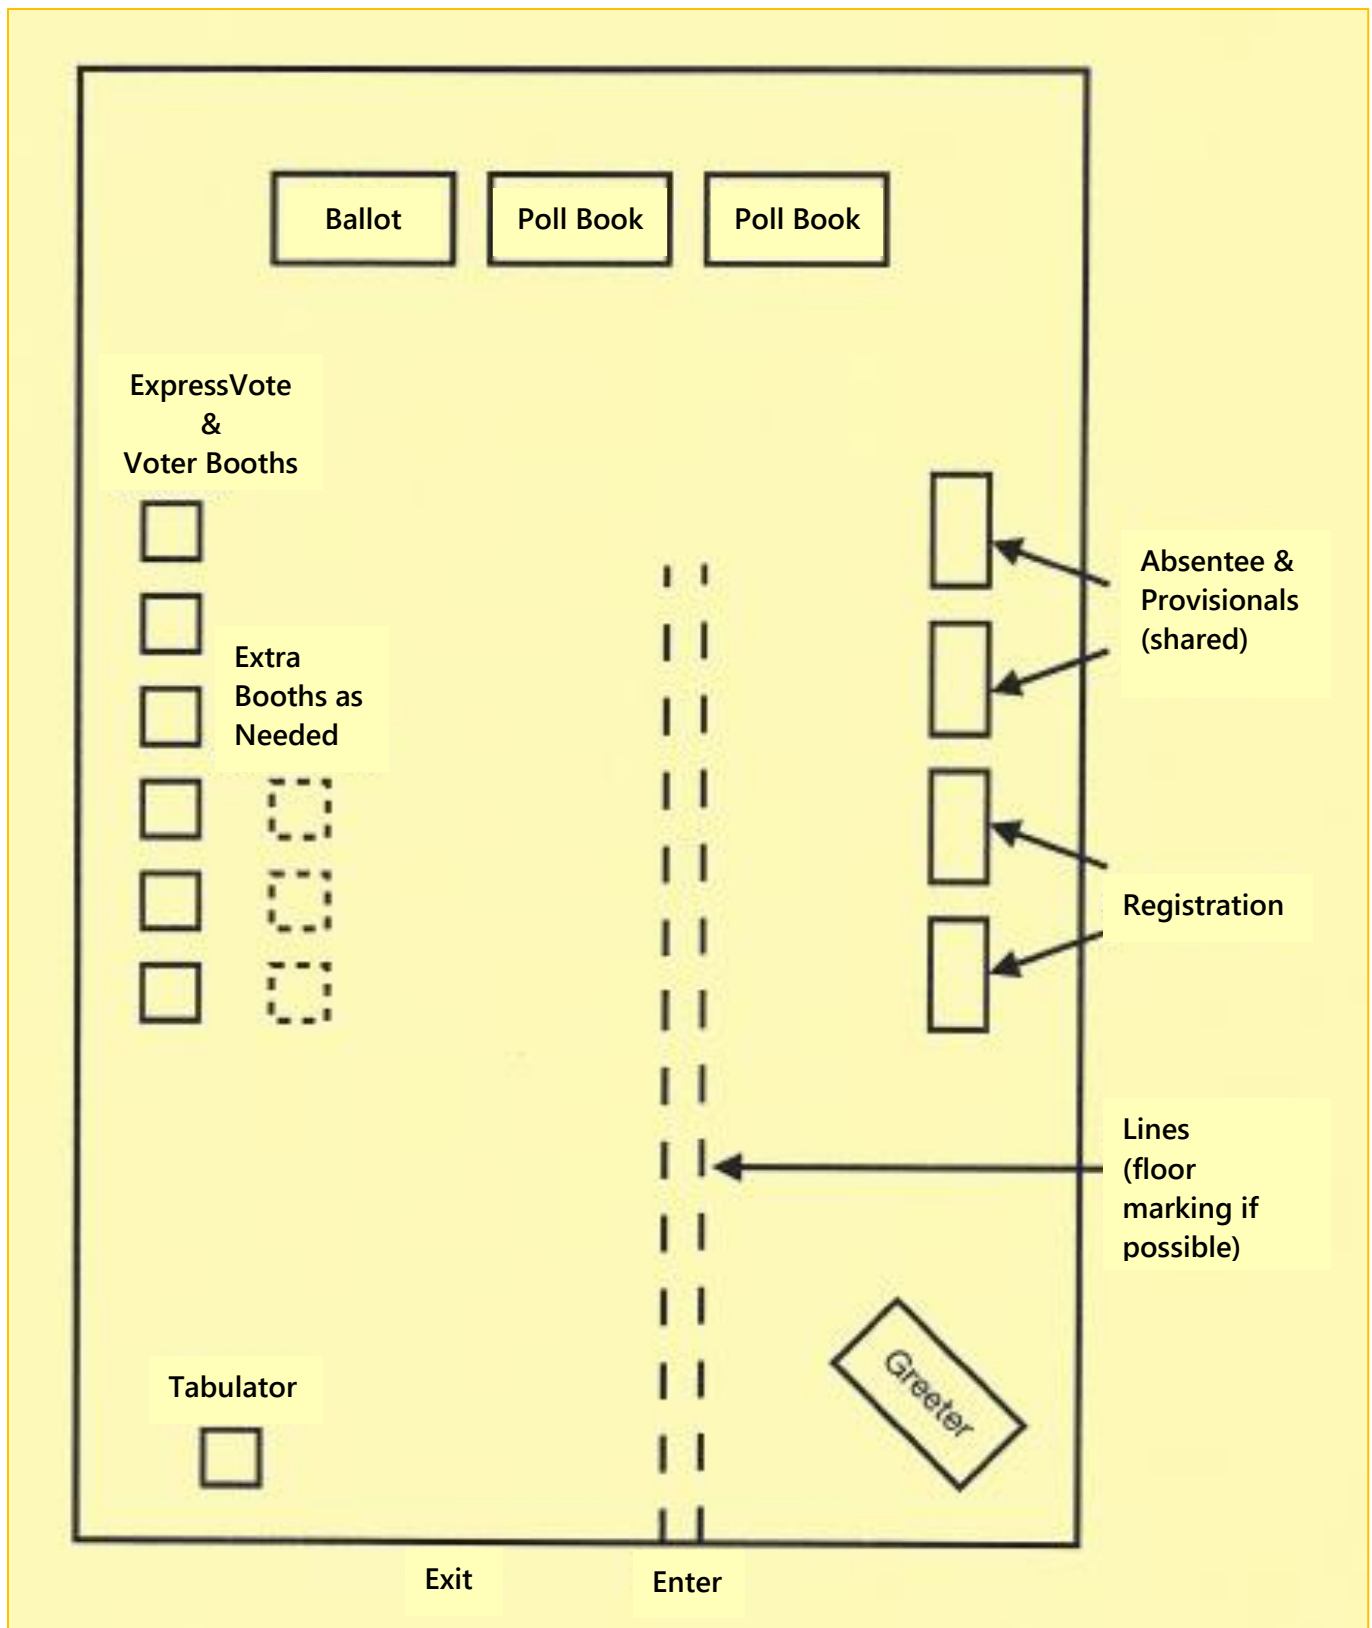 Ballot
Poll Book
Poll Book
ExpressVote
&
Voter Booths
Extra
Booths as
Needed
Absentee &
Provisionals
(shared)
Registration
Lines
(floor
marking if
possible)
Greeter
Tabulator
Exit
Enter